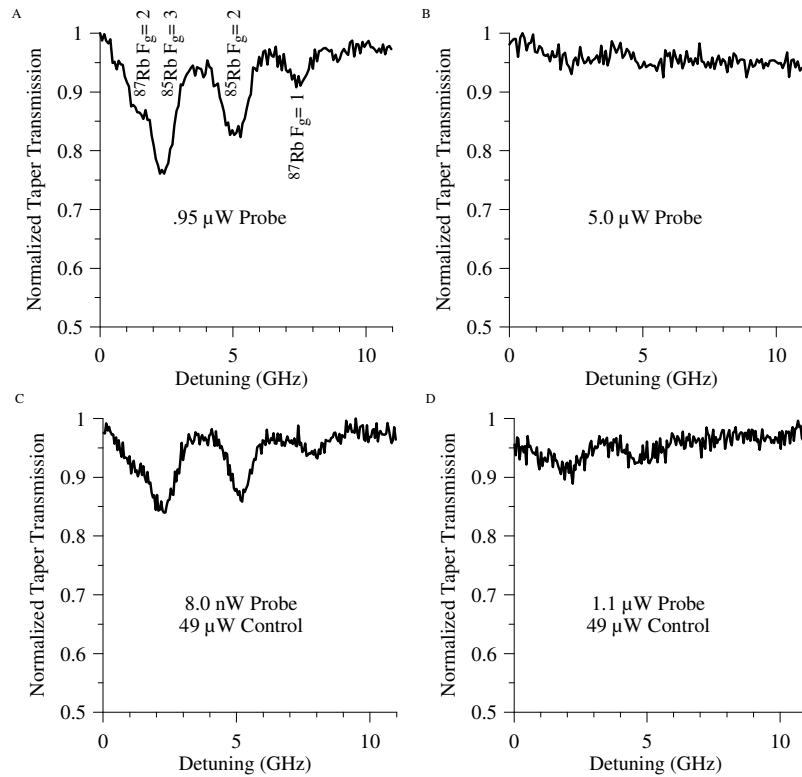 A
⁸⁷Rb F_g= 2
⁸⁵Rb F_g= 3
⁸⁵Rb F_g= 2
⁸⁷Rb F_g= 1
1
0.9
0.8
0.7
0.6
0.5
Normalized Taper Transmission
.95 µW Probe
0
5
10
Detuning (GHz)
B
1
0.9
0.8
0.7
0.6
0.5
Normalized Taper Transmission
5.0 µW Probe
0
5
10
Detuning (GHz)
C
1
0.9
0.8
0.7
0.6
0.5
Normalized Taper Transmission
8.0 nW Probe
49 µW Control
0
5
10
Detuning (GHz)
D
1
0.9
0.8
0.7
0.6
0.5
Normalized Taper Transmission
1.1 µW Probe
49 µW Control
0
5
10
Detuning (GHz)